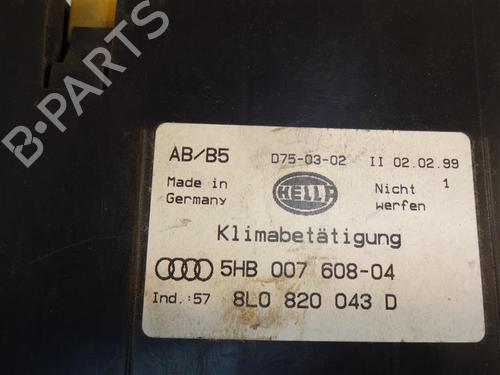 AB/B5 D75-03-02 II 02.02.99
Made in Germany HELLA Nicht werfen 1
Klimabetätigung
5HB 007 608-04
Ind.:57 8L0 820 043 D
B-PARTS